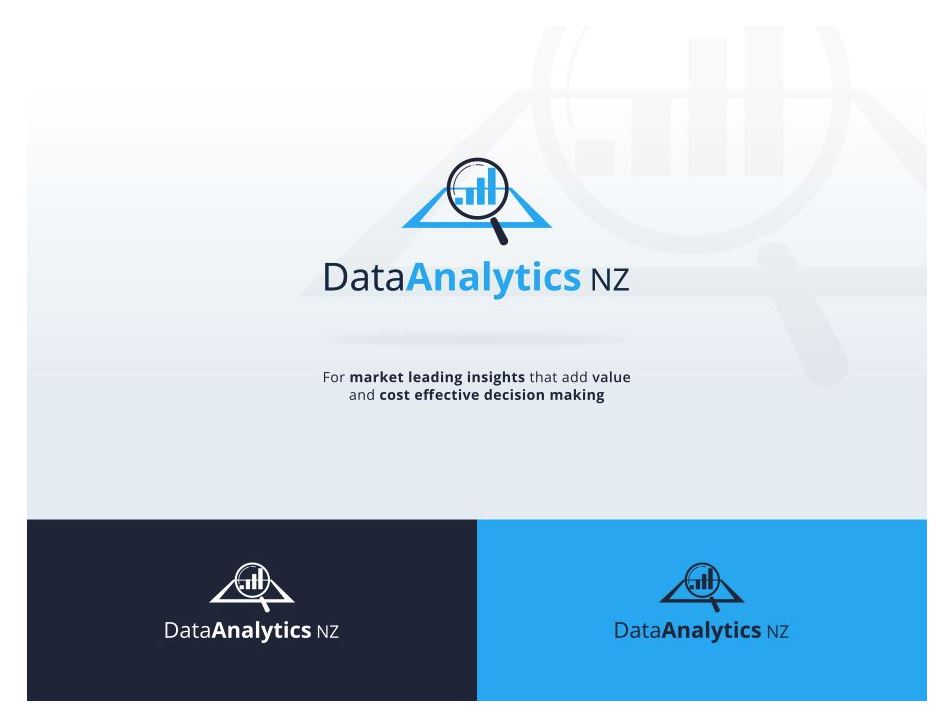 DataAnalytics NZ
For market leading insights that add value
and cost effective decision making
DataAnalytics NZ
DataAnalytics NZ